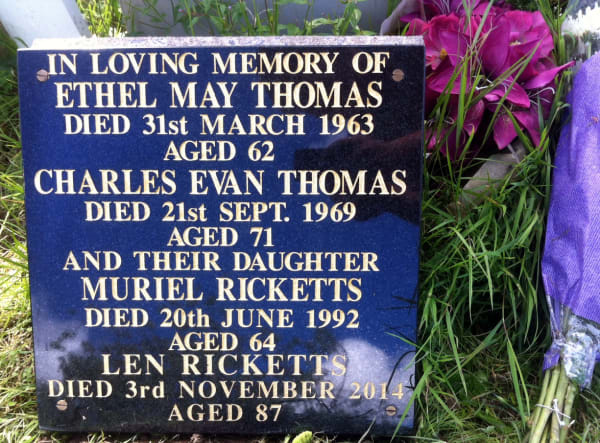 IN LOVING MEMORY OF
ETHEL MAY THOMAS
DIED 31st MARCH 1963
AGED 62
CHARLES EVAN THOMAS
DIED 21st SEPT. 1969
AGED 71
AND THEIR DAUGHTER
MURIEL RICKETTS
DIED 20th JUNE 1992
AGED 64
LEN RICKETTS
DIED 3rd NOVEMBER 2014
AGED 87